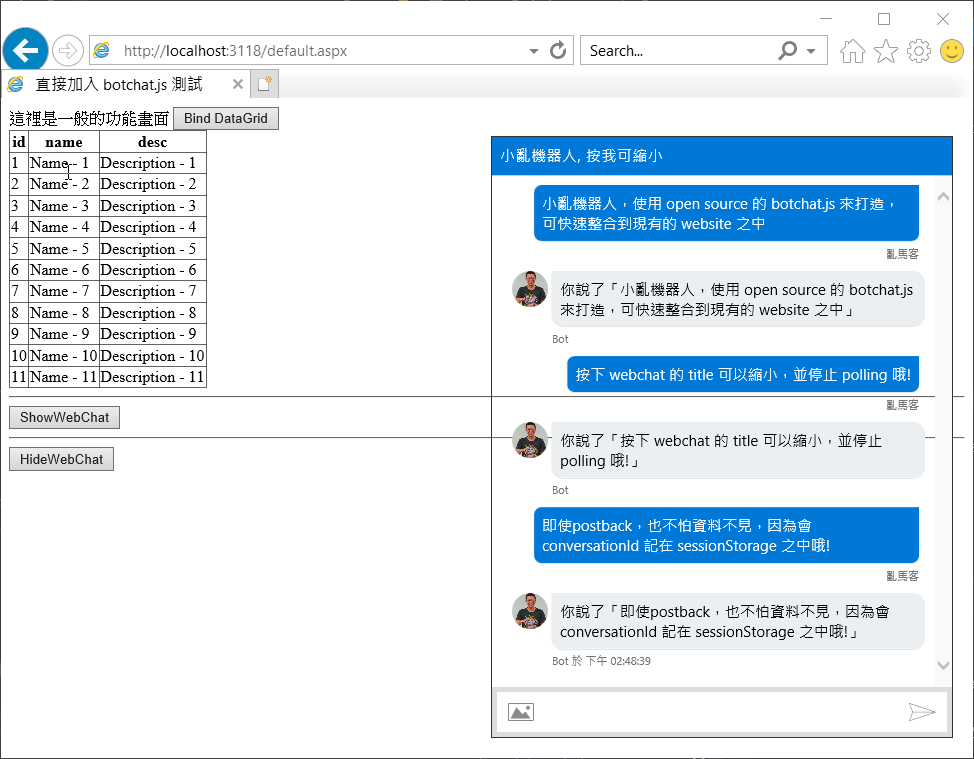 http://localhost:3118/default.aspx
Search...
直接加入 botchat.js 測試
這裡是一般的功能畫面 Bind DataGrid
id name desc
1 Name - 1 Description - 1
2 Name - 2 Description - 2
3 Name - 3 Description - 3
4 Name - 4 Description - 4
5 Name - 5 Description - 5
6 Name - 6 Description - 6
7 Name - 7 Description - 7
8 Name - 8 Description - 8
9 Name - 9 Description - 9
10 Name - 10 Description - 10
11 Name - 11 Description - 11
ShowWebChat
HideWebChat
小亂機器人, 按我可縮小
小亂機器人，使用 open source 的 botchat.js 來打造，
可快速整合到現有的 website 之中
亂馬客
你說了「小亂機器人，使用 open source 的 botchat.js
來打造，可快速整合到現有的 website 之中」
Bot
按下 webchat 的 title 可以縮小，並停止 polling 哦!
亂馬客
你說了「按下 webchat 的 title 可以縮小，並停止
polling 哦!」
Bot
即使postback，也不怕資料不見，因為會
conversationId 記在 sessionStorage 之中哦!
亂馬客
你說了「即使postback，也不怕資料不見，因為會
conversationId 記在 sessionStorage 之中哦!」
Bot 於 下午 02:48:39